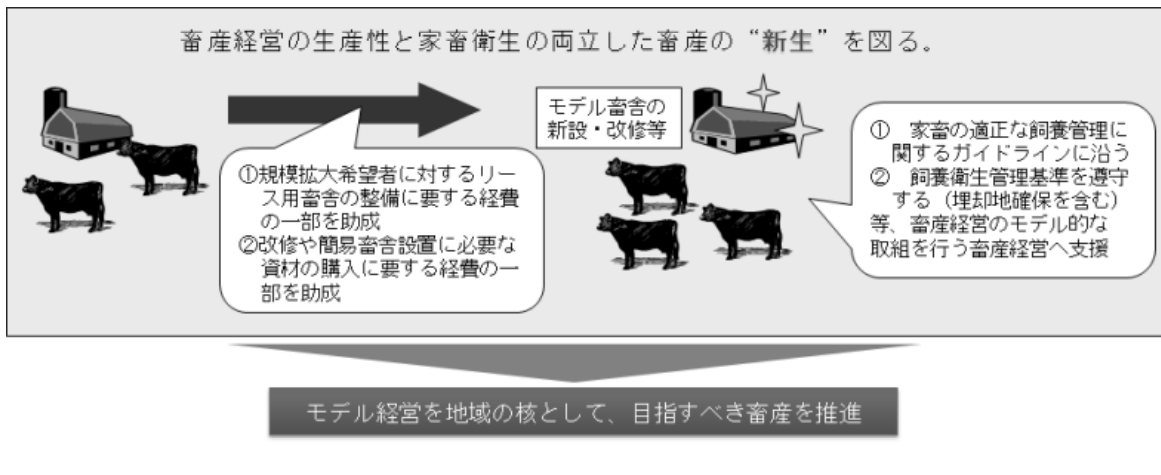 畜産経営の生産性と家畜衛生の両立した畜産の“新生”を図る。
①規模拡大希望者に対するリー
ス用畜舎の整備に要する経費
の一部を助成
②改修や簡易畜舎設置に必要な
資材の購入に要する経費の一
部を助成
モデル畜舎の
新設・改修等
①　家畜の適正な飼養管理に
関するガイドラインに沿う
②　飼養衛生管理基準を遵守
する（埋却地確保を含む）
等、畜産経営のモデル的な
取組を行う畜産経営へ支援
モデル経営を地域の核として、目指すべき畜産を推進